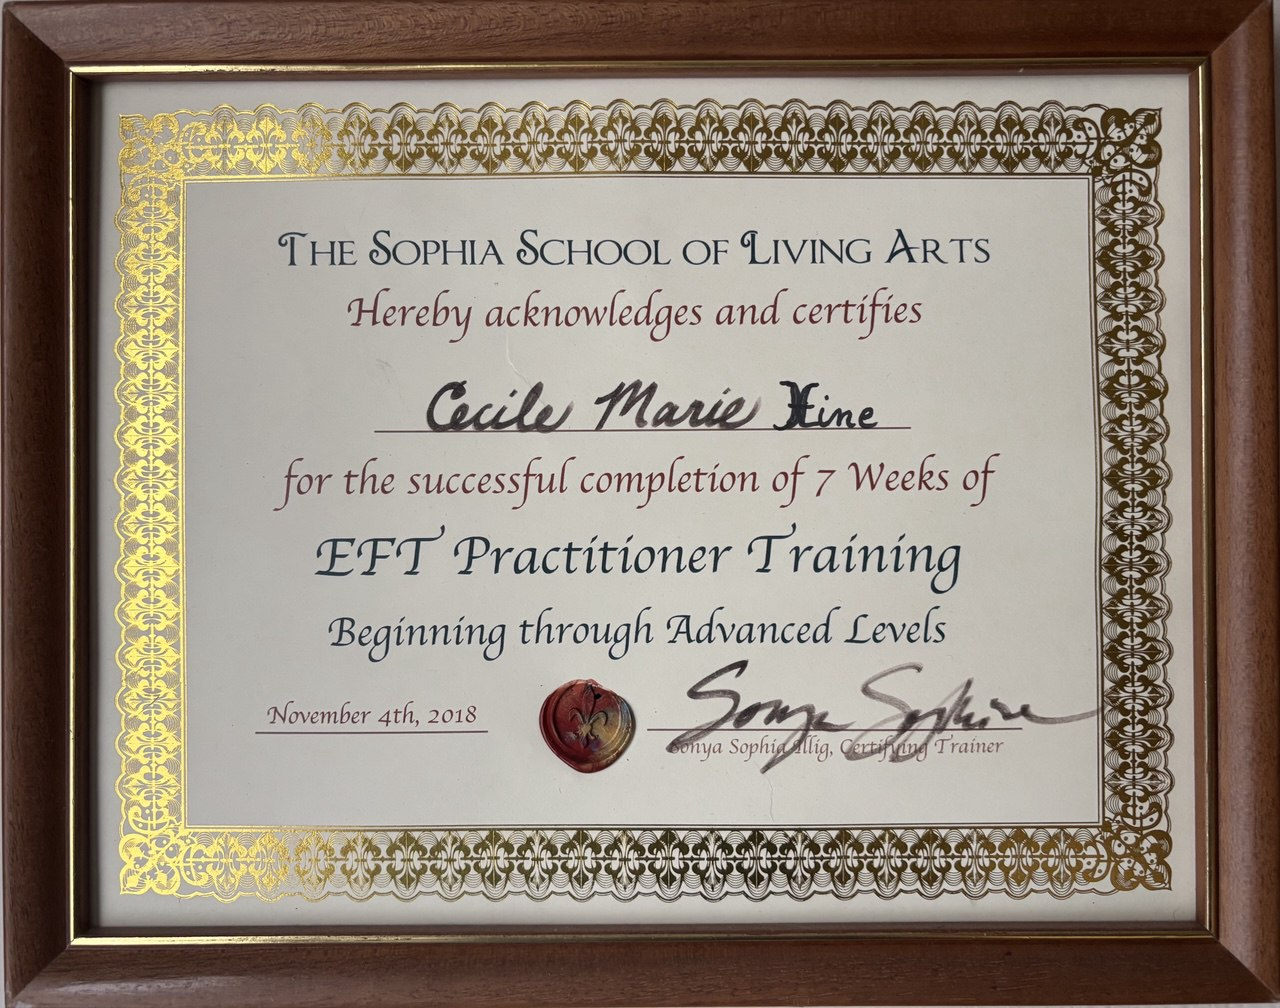 The Sophia School of Living Arts
Hereby acknowledges and certifies
Cecile Marie Hine
for the successful completion of 7 Weeks of
EFT Practitioner Training
Beginning through Advanced Levels
November 4th, 2018
Sonya Sophia
Sonya Sophia Illig, Certifying Trainer